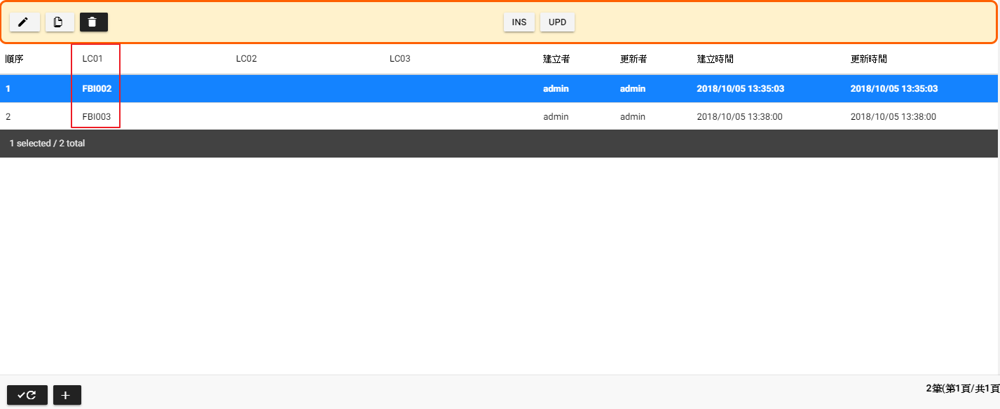 INS UPD
順序 LC01 LC02 LC03 建立者 更新者 建立時間 更新時間
1 FBI002 admin admin 2018/10/05 13:35:03 2018/10/05 13:35:03
2 FBI003 admin admin 2018/10/05 13:38:00 2018/10/05 13:38:00
1 selected / 2 total
2筆(第1頁/共1頁